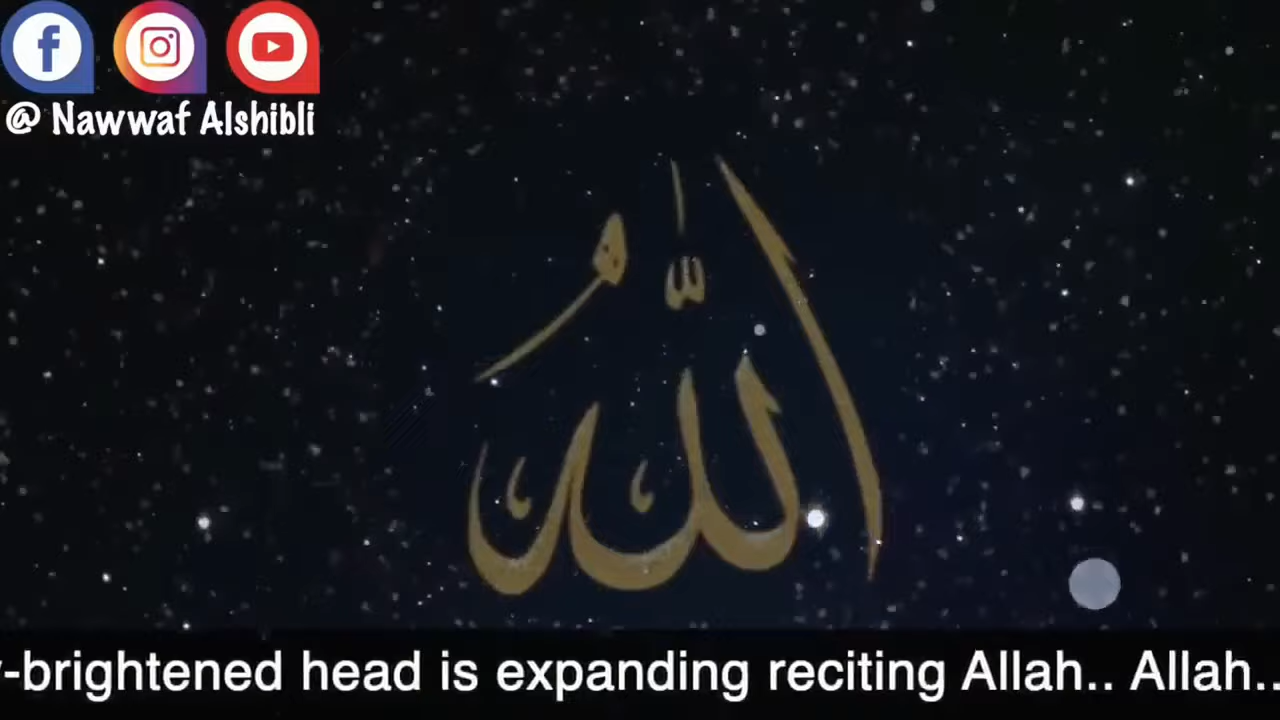 @ Nawwaf Alshibli
اللهُ
-brightened head is expanding reciting Allah.. Allah..